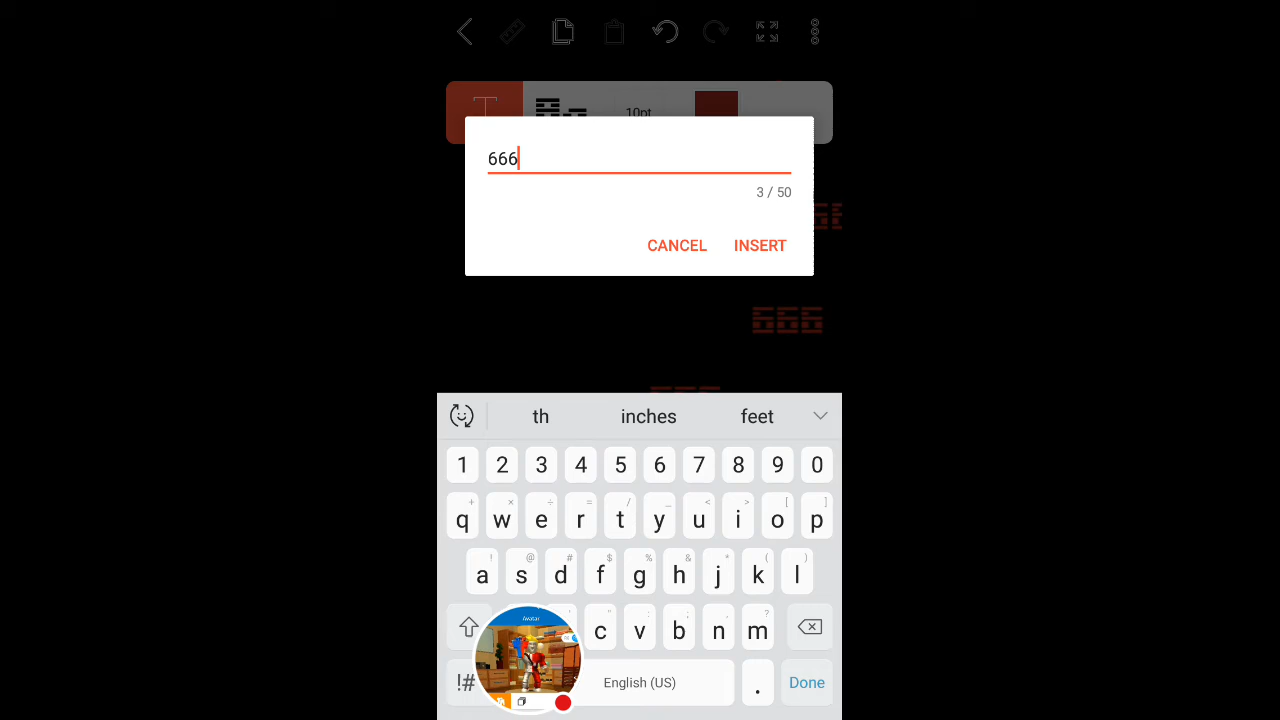 10pt
666
3 / 50
CANCEL INSERT
666
th inches feet
1 2 3 4 5 6 7 8 9 0
+ × ÷ = / _ < > [ ]
q w e r t y u i o p
! @ # $ % & * ( )
a s d f g h j k l
' " : ; , ?
c v b n m
Avatar
!# English (US) . Done